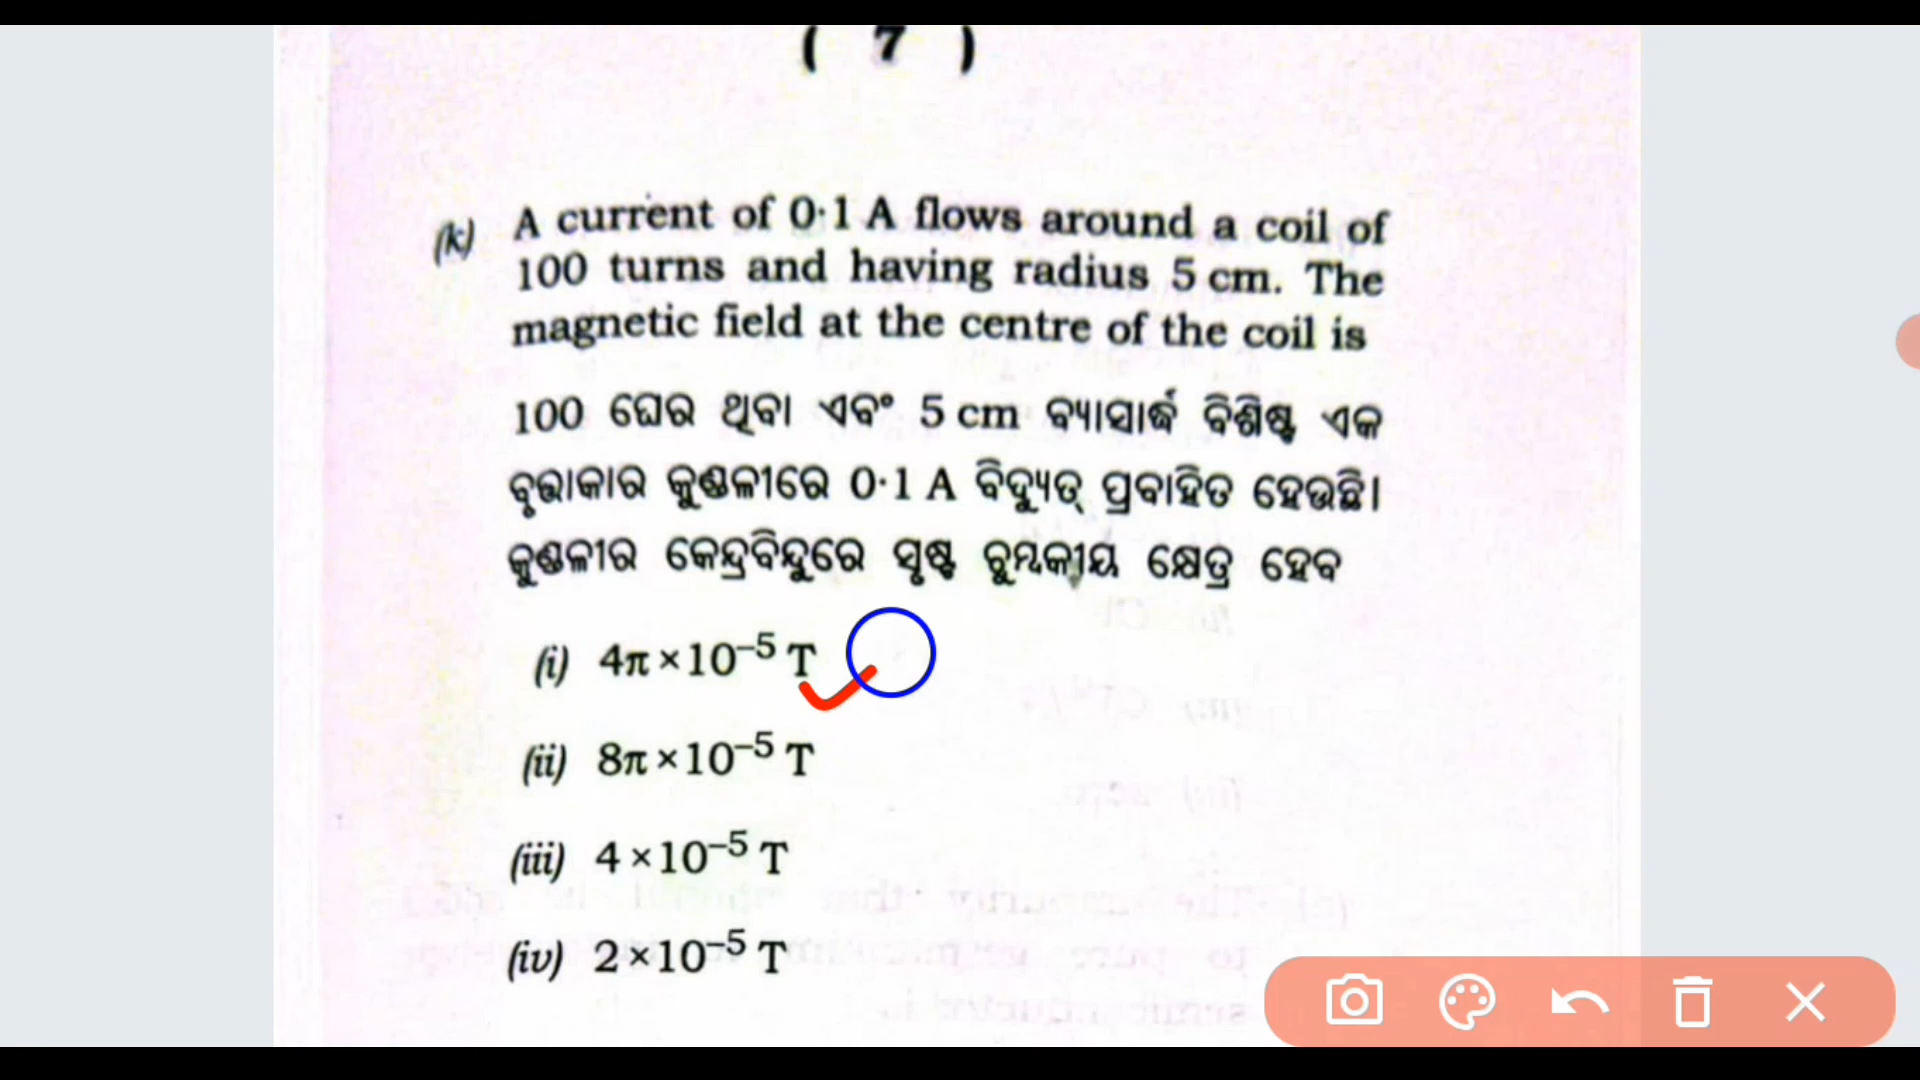 ( 7 )
(k) A current of 0·1 A flows around a coil of
100 turns and having radius 5 cm. The
magnetic field at the centre of the coil is
100 ଘେର ଥିବା ଏବଂ 5 cm ବ୍ୟାସାର୍ଦ୍ଧ ବିଶିଷ୍ଟ ଏକ
ବୃତ୍ତାକାର କୁଣ୍ଡଳୀରେ 0·1 A ବିଦ୍ୟୁତ୍ ପ୍ରବାହିତ ହେଉଛି।
କୁଣ୍ଡଳୀର କେନ୍ଦ୍ରବିନ୍ଦୁରେ ସୃଷ୍ଟ ଚୁମ୍ବକୀୟ କ୍ଷେତ୍ର ହେବ
(i) 4π×10⁻⁵ T
(ii) 8π×10⁻⁵ T
(iii) 4×10⁻⁵ T
(iv) 2×10⁻⁵ T